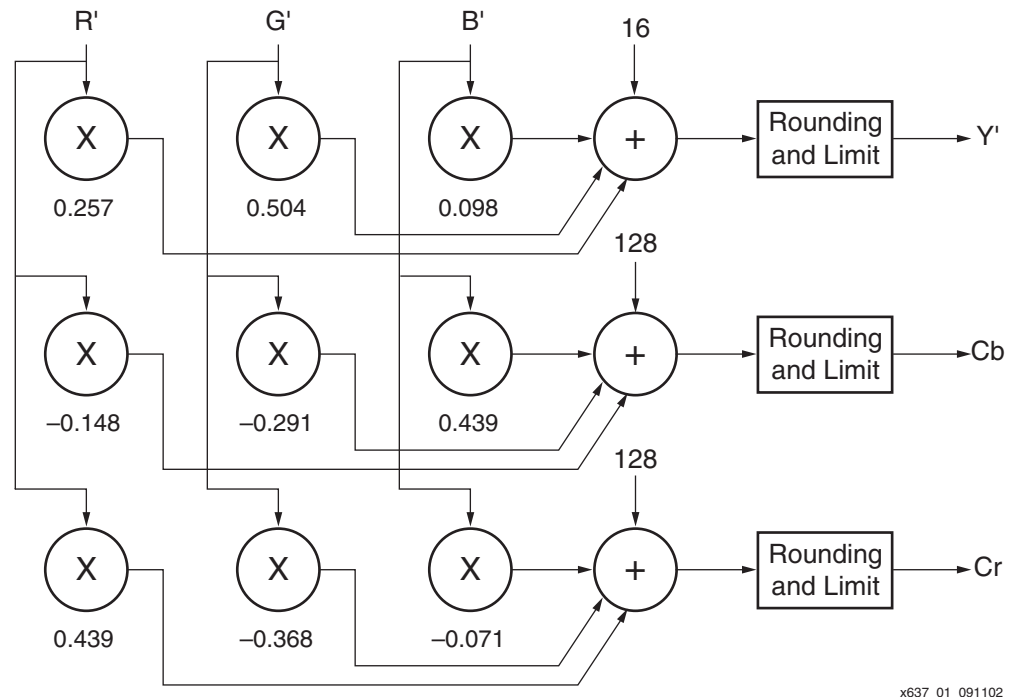 R' G' B' 16
X X X + Rounding and Limit Y'
0.257 0.504 0.098
128
X X X + Rounding and Limit Cb
–0.148 –0.291 0.439
128
X X X + Rounding and Limit Cr
0.439 –0.368 –0.071
x637_01_091102